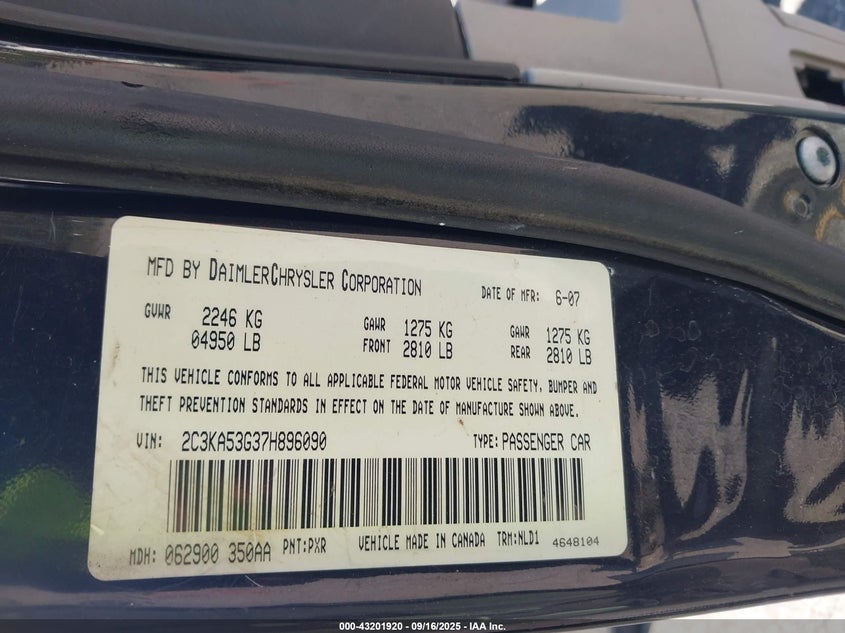 MFD BY DAIMLERCHRYSLER CORPORATION DATE OF MFR: 6-07
GVWR 2246 KG GAWR 1275 KG GAWR 1275 KG
04950 LB FRONT 2810 LB REAR 2810 LB
THIS VEHICLE CONFORMS TO ALL APPLICABLE FEDERAL MOTOR VEHICLE SAFETY, BUMPER AND
THEFT PREVENTION STANDARDS IN EFFECT ON THE DATE OF MANUFACTURE SHOWN ABOVE.
VIN: 2C3KA53G37H896090 TYPE: PASSENGER CAR
MDH: 062900 350AA PNT:PXR VEHICLE MADE IN CANADA TRM:NLD1 4648104
000-43201920 - 09/16/2025 - IAA Inc.